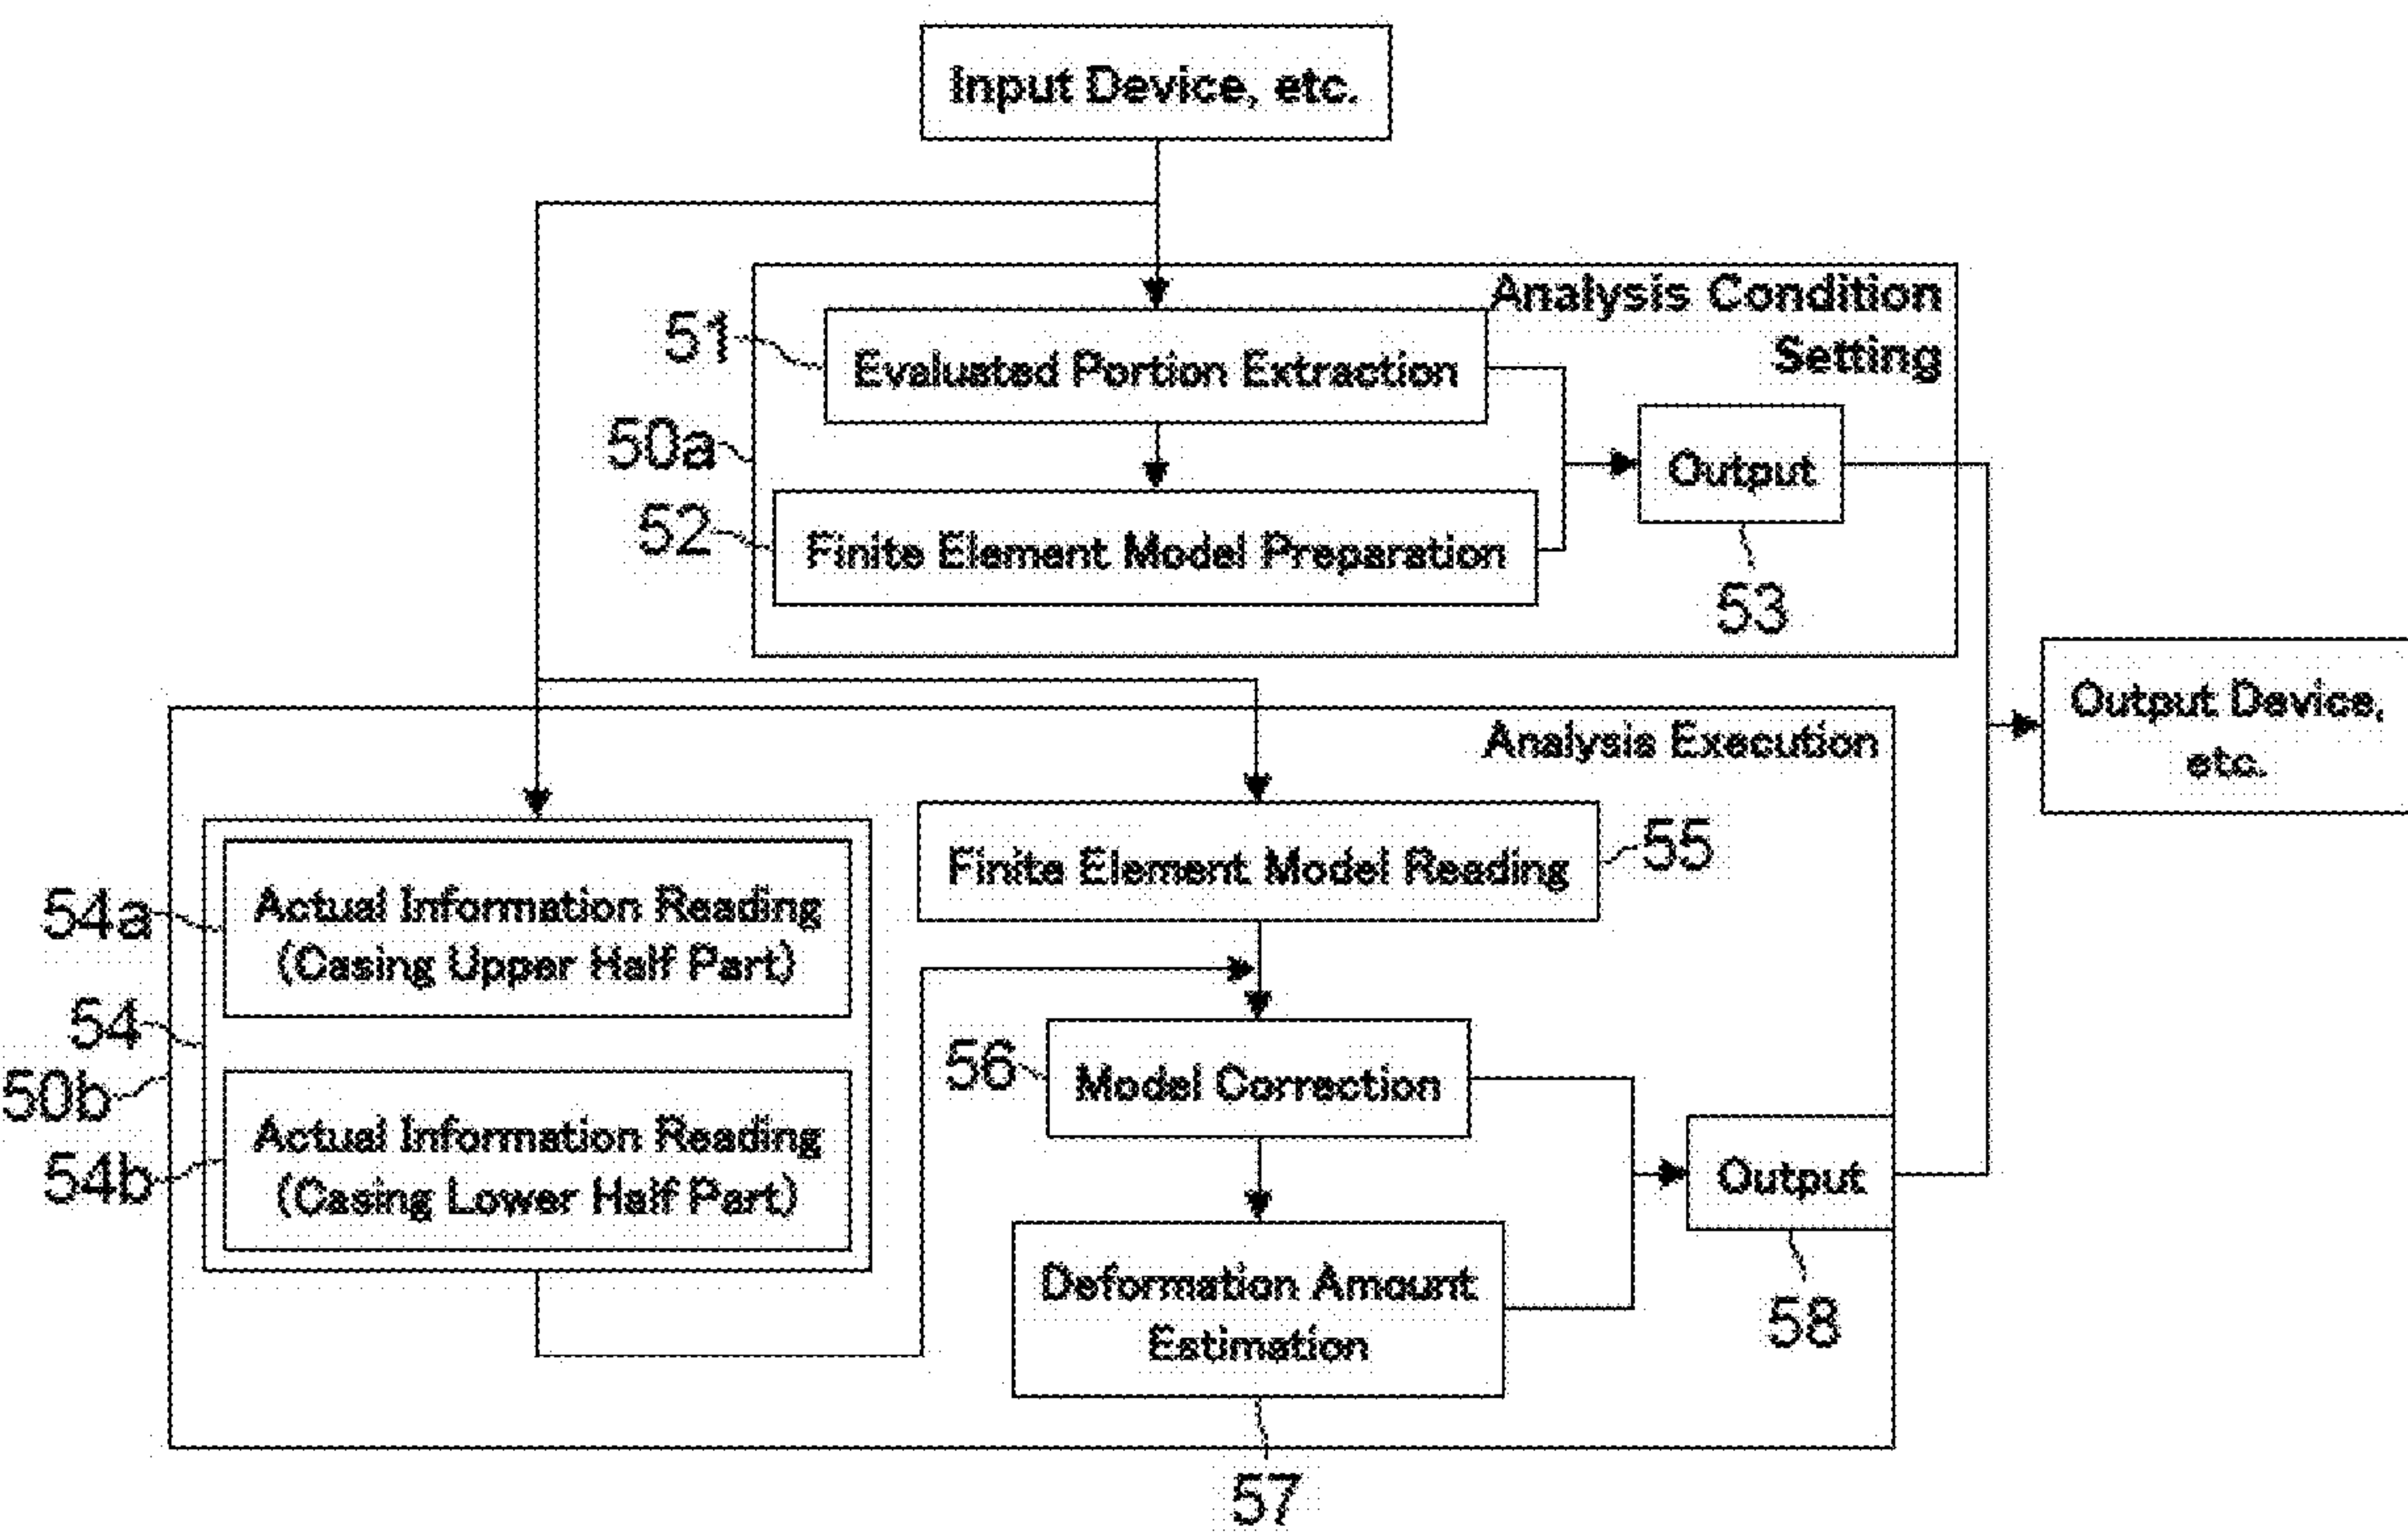 Input Device, etc.
Analysis Condition
Setting
51
Evaluated Portion Extraction
50a
Output
52
Finite Element Model Preparation
53
Output Device,
etc.
Analysis Execution
Finite Element Model Reading
55
54a
Actual Information Reading
(Casing Upper Half Part)
54
50b
56
Model Correction
54b
Actual Information Reading
(Casing Lower Half Part)
Output
Deformation Amount
Estimation
58
57